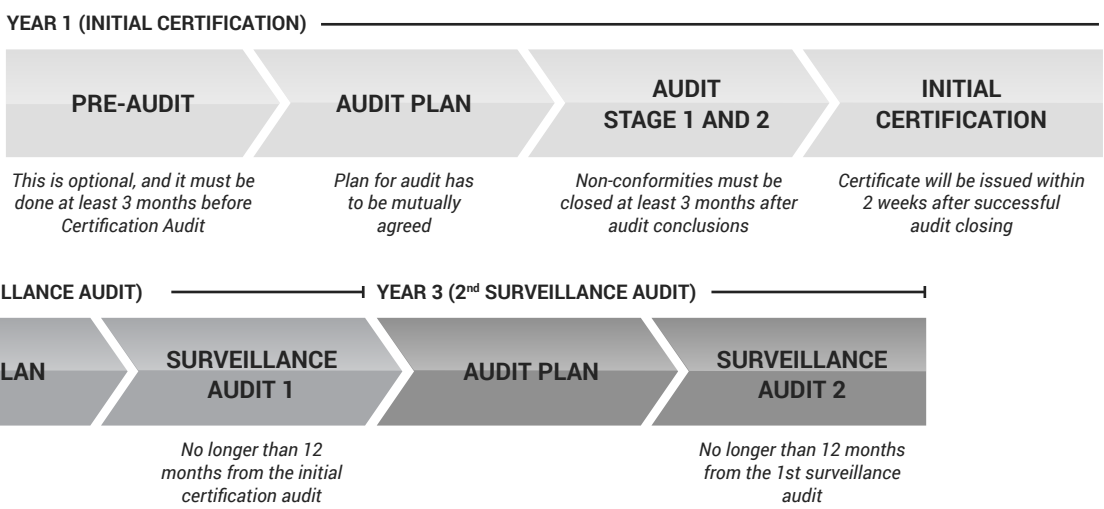 YEAR 1 (INITIAL CERTIFICATION)
PRE-AUDIT
This is optional, and it must be
done at least 3 months before
Certification Audit
AUDIT PLAN
Plan for audit has
to be mutually
agreed
AUDIT
STAGE 1 AND 2
Non-conformities must be
closed at least 3 months after
audit conclusions
INITIAL
CERTIFICATION
Certificate will be issued within
2 weeks after successful
audit closing
LLANCE AUDIT)
LAN
SURVEILLANCE
AUDIT 1
No longer than 12
months from the initial
certification audit
YEAR 3 (2nd SURVEILLANCE AUDIT)
AUDIT PLAN
SURVEILLANCE
AUDIT 2
No longer than 12 months
from the 1st surveillance
audit